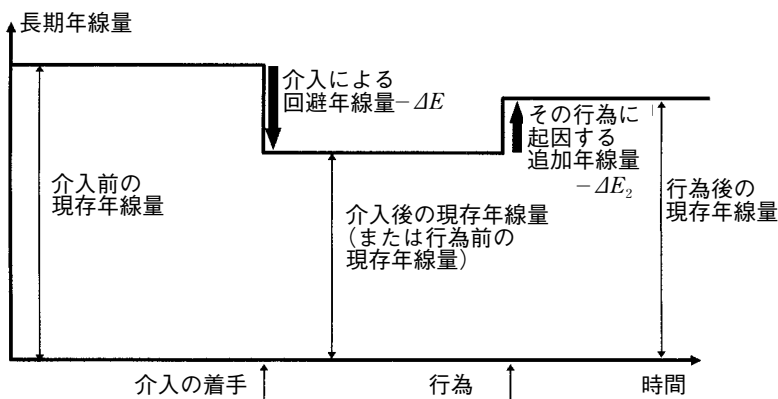 長期年線量
介入による
回避年線量−ΔE
その行為に
起因する
追加年線量
−ΔE₂
介入前の
現存年線量
介入後の現存年線量
(または行為前の
現存年線量)
行為後の
現存年線量
介入の着手
行為
時間